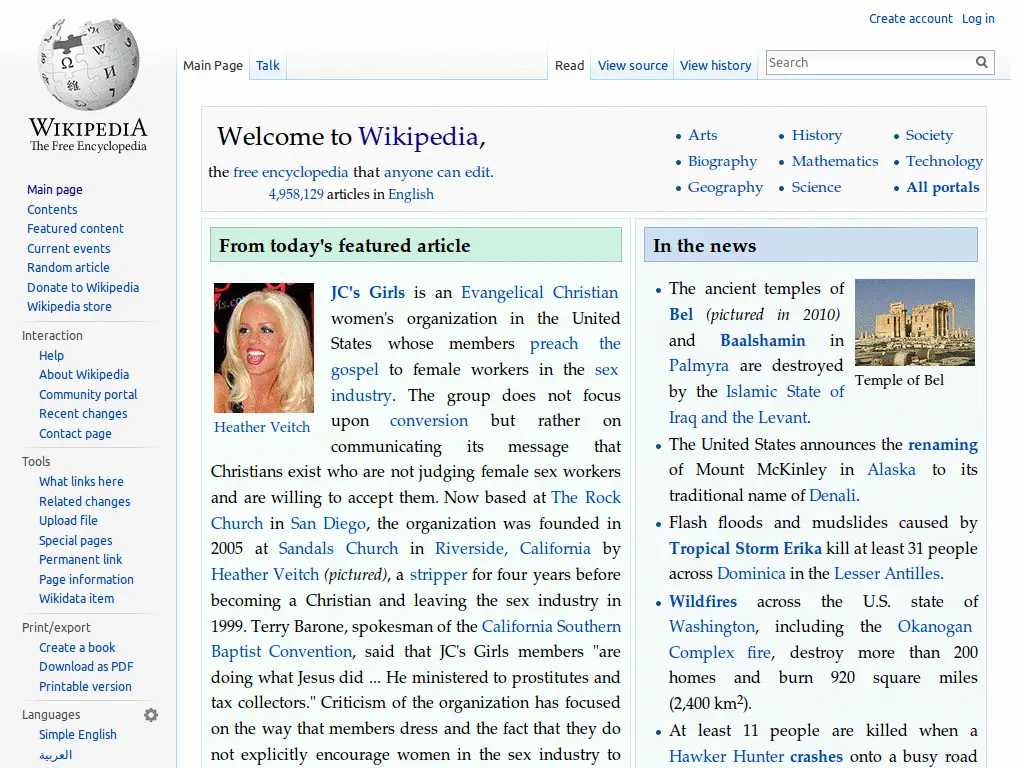 Create account Log in
Main Page Talk Read View source View history Search
WIKIPEDIA
The Free Encyclopedia
Main page
Contents
Featured content
Current events
Random article
Donate to Wikipedia
Wikipedia store
Interaction
Help
About Wikipedia
Community portal
Recent changes
Contact page
Tools
What links here
Related changes
Upload file
Special pages
Permanent link
Page information
Wikidata item
Print/export
Create a book
Download as PDF
Printable version
Languages
Simple English
العربية
Welcome to Wikipedia,
the free encyclopedia that anyone can edit.
4,958,129 articles in English
Arts
Biography
Geography
History
Mathematics
Science
Society
Technology
All portals
From today's featured article
Heather Veitch
JC's Girls is an Evangelical Christian
women's organization in the United
States whose members preach the
gospel to female workers in the sex
industry. The group does not focus
upon conversion but rather on
communicating its message that
Christians exist who are not judging female sex workers
and are willing to accept them. Now based at The Rock
Church in San Diego, the organization was founded in
2005 at Sandals Church in Riverside, California by
Heather Veitch (pictured), a stripper for four years before
becoming a Christian and leaving the sex industry in
1999. Terry Barone, spokesman of the California Southern
Baptist Convention, said that JC's Girls members "are
doing what Jesus did ... He ministered to prostitutes and
tax collectors." Criticism of the organization has focused
on the way that members dress and the fact that they do
not explicitly encourage women in the sex industry to
In the news
The ancient temples of
Bel (pictured in 2010)
and Baalshamin in
Palmyra are destroyed
by the Islamic State of
Iraq and the Levant.
Temple of Bel
The United States announces the renaming
of Mount McKinley in Alaska to its
traditional name of Denali.
Flash floods and mudslides caused by
Tropical Storm Erika kill at least 31 people
across Dominica in the Lesser Antilles.
Wildfires across the U.S. state of
Washington, including the Okanogan
Complex fire, destroy more than 200
homes and burn 920 square miles
(2,400 km²).
At least 11 people are killed when a
Hawker Hunter crashes onto a busy road